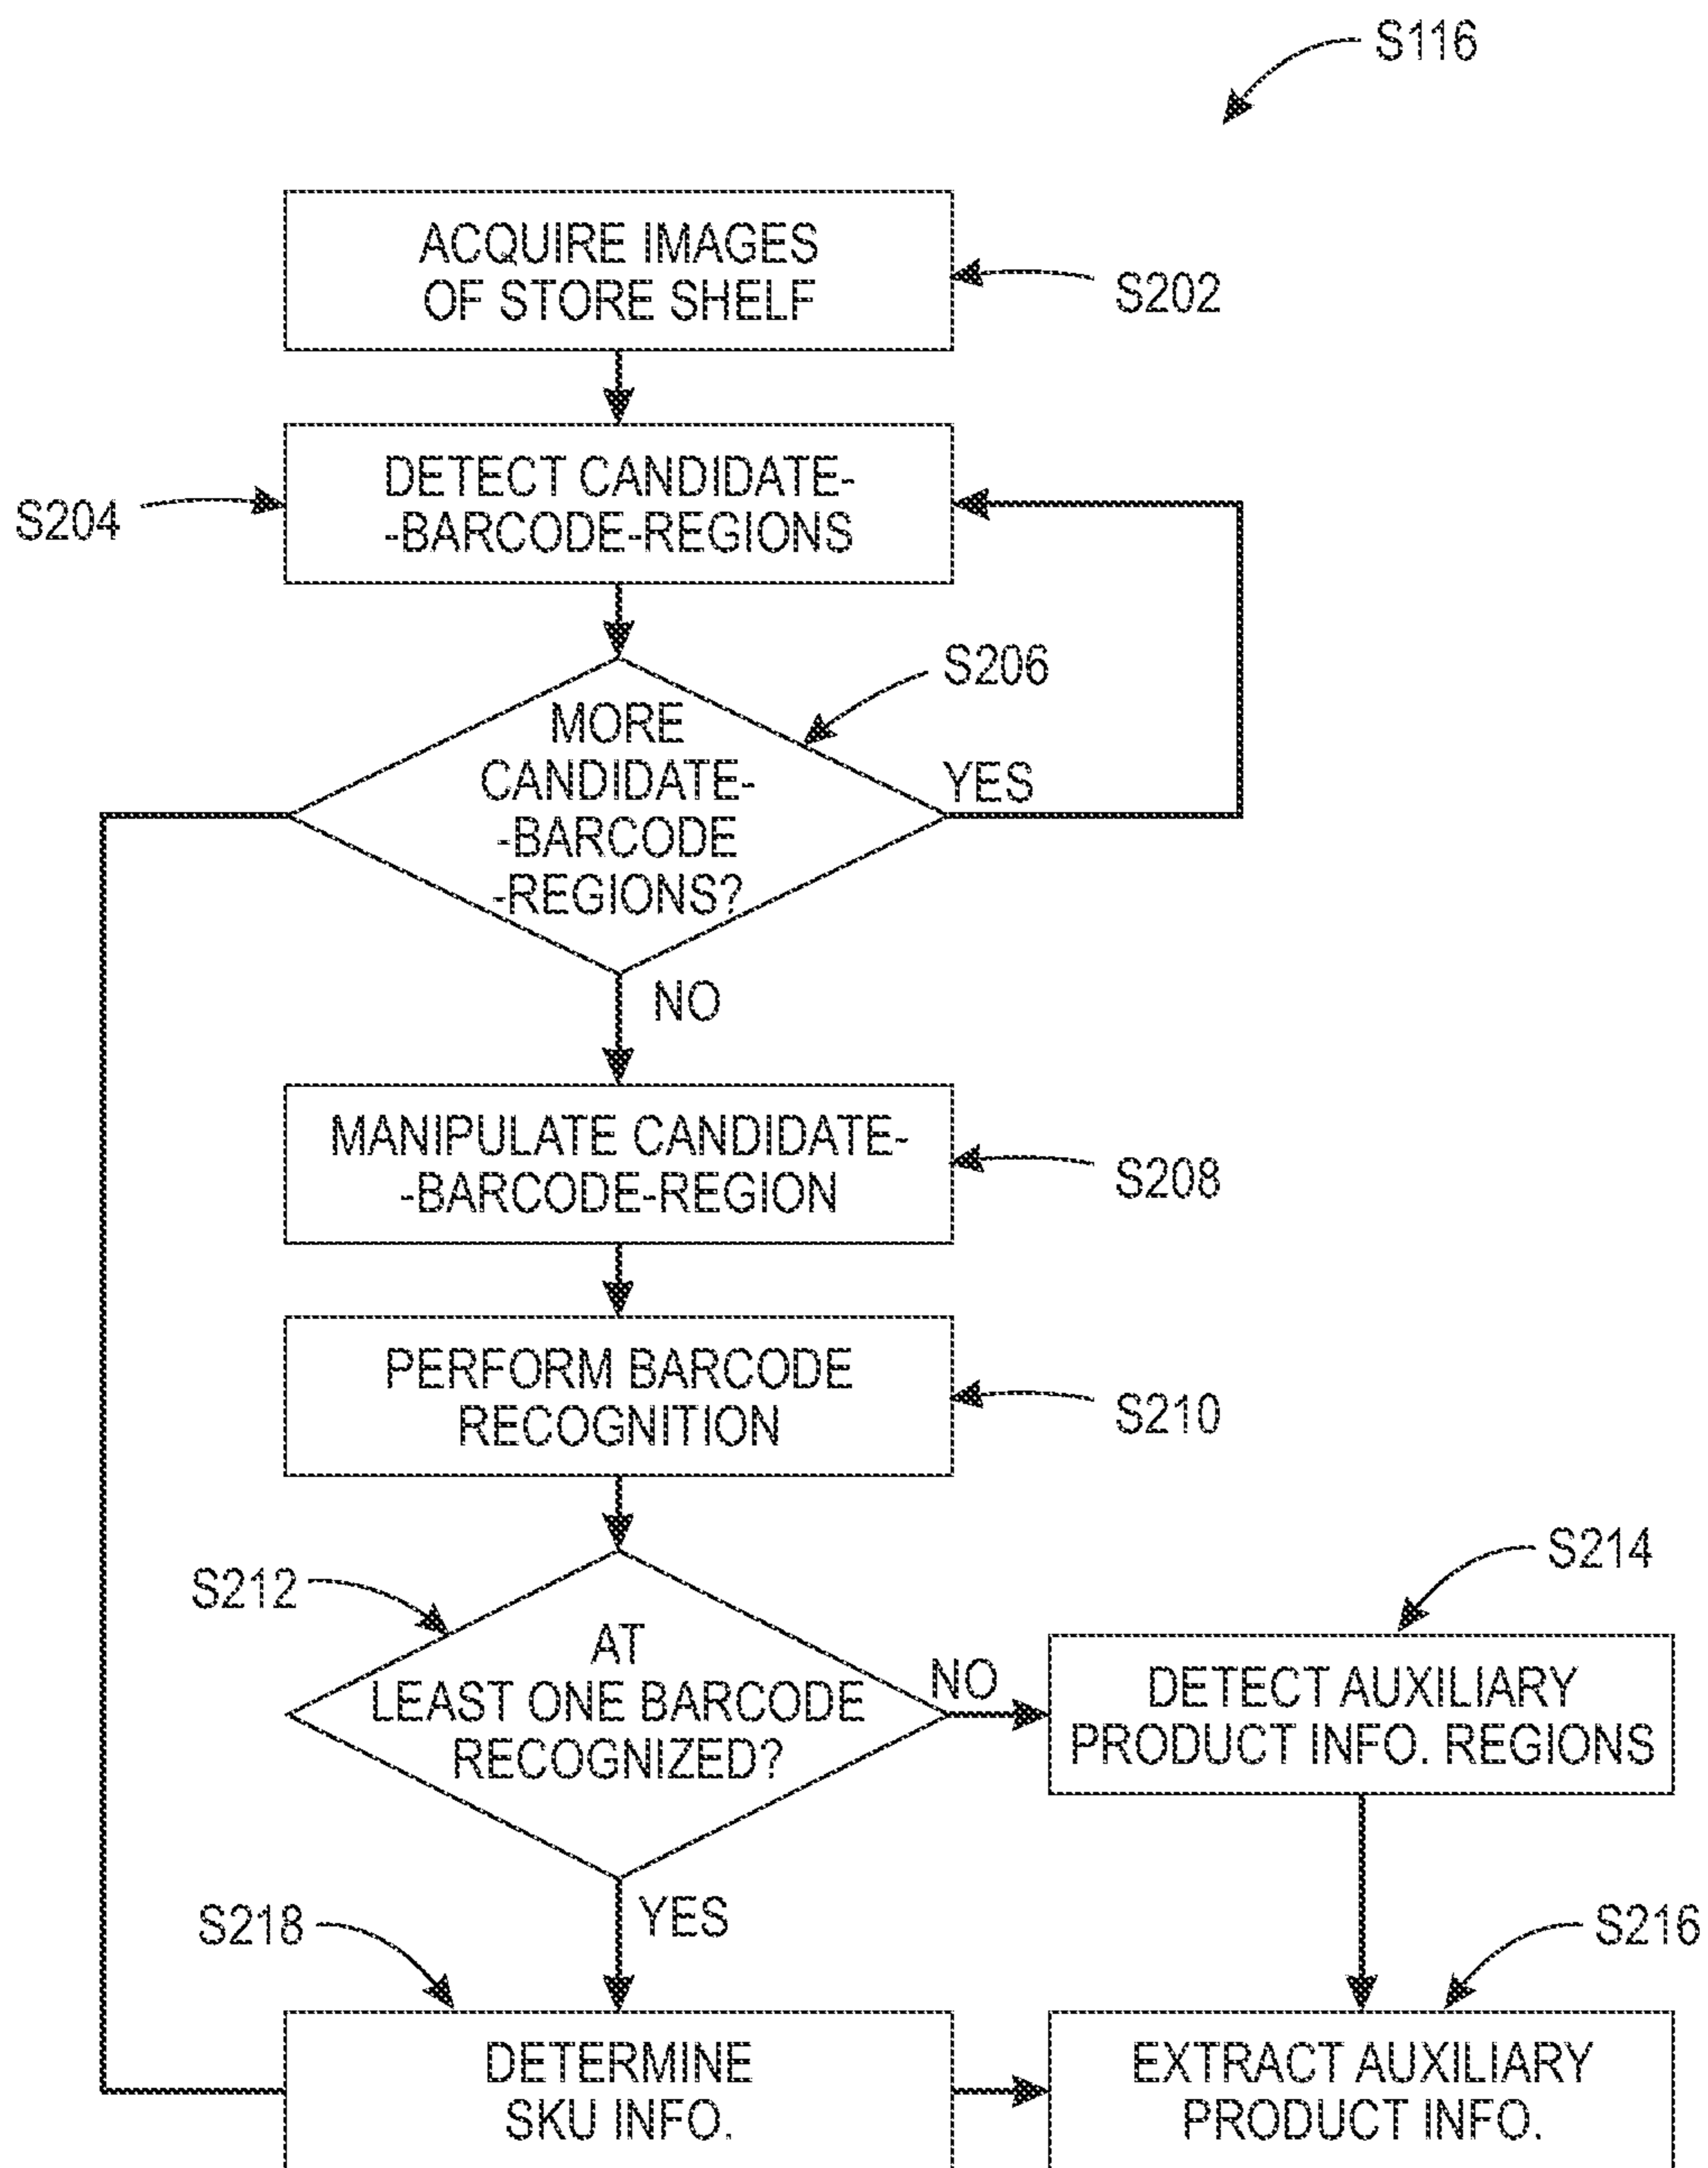 S116
ACQUIRE IMAGES
OF STORE SHELF
S202
DETECT CANDIDATE-
-BARCODE-REGIONS
S204
S206
MORE
CANDIDATE-
-BARCODE
-REGIONS?
YES
NO
MANIPULATE CANDIDATE-
-BARCODE-REGION
S208
PERFORM BARCODE
RECOGNITION
S210
S212
AT
LEAST ONE BARCODE
RECOGNIZED?
NO
S214
DETECT AUXILIARY
PRODUCT INFO. REGIONS
YES
S218
S216
DETERMINE
SKU INFO.
EXTRACT AUXILIARY
PRODUCT INFO.